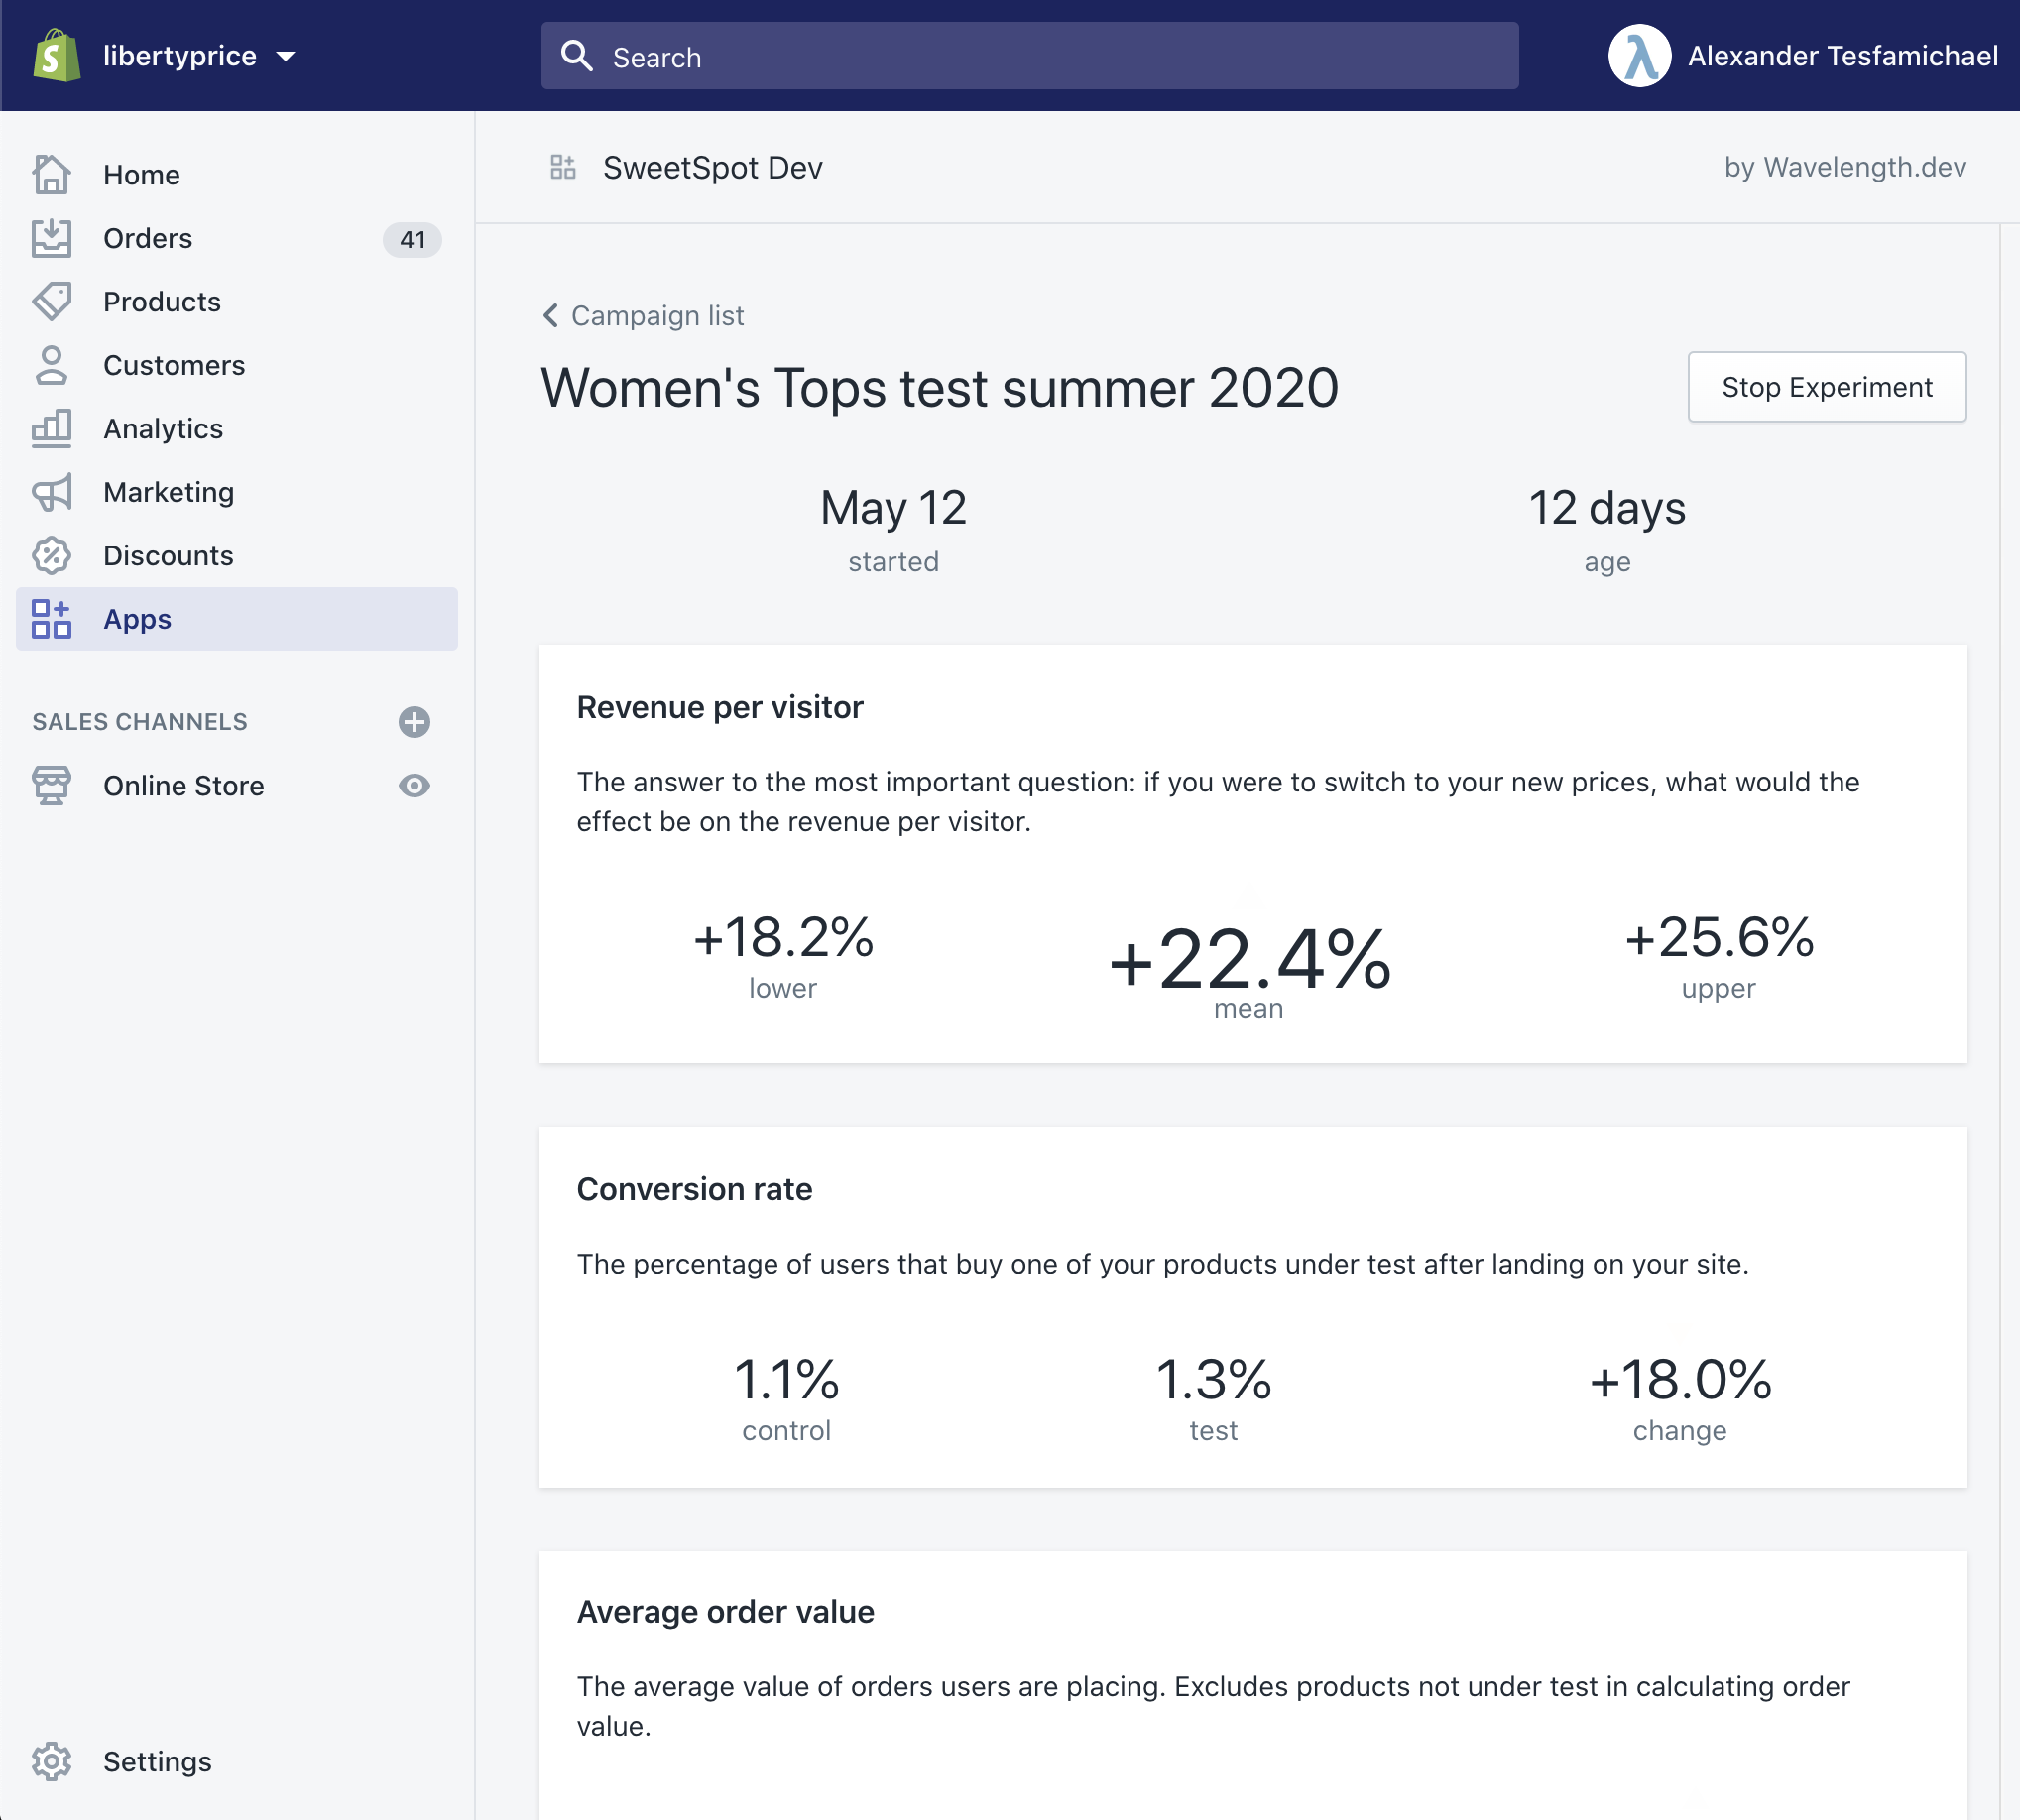 libertyprice
Search
Alexander Tesfamichael
Home
Orders
41
Products
Customers
Analytics
Marketing
Discounts
Apps
SALES CHANNELS
Online Store
Settings
SweetSpot Dev
by Wavelength.dev
Campaign list
Women's Tops test summer 2020
Stop Experiment
May 12
started
12 days
age
Revenue per visitor
The answer to the most important question: if you were to switch to your new prices, what would the
effect be on the revenue per visitor.
+18.2%
lower
+22.4%
mean
+25.6%
upper
Conversion rate
The percentage of users that buy one of your products under test after landing on your site.
1.1%
control
1.3%
test
+18.0%
change
Average order value
The average value of orders users are placing. Excludes products not under test in calculating order
value.